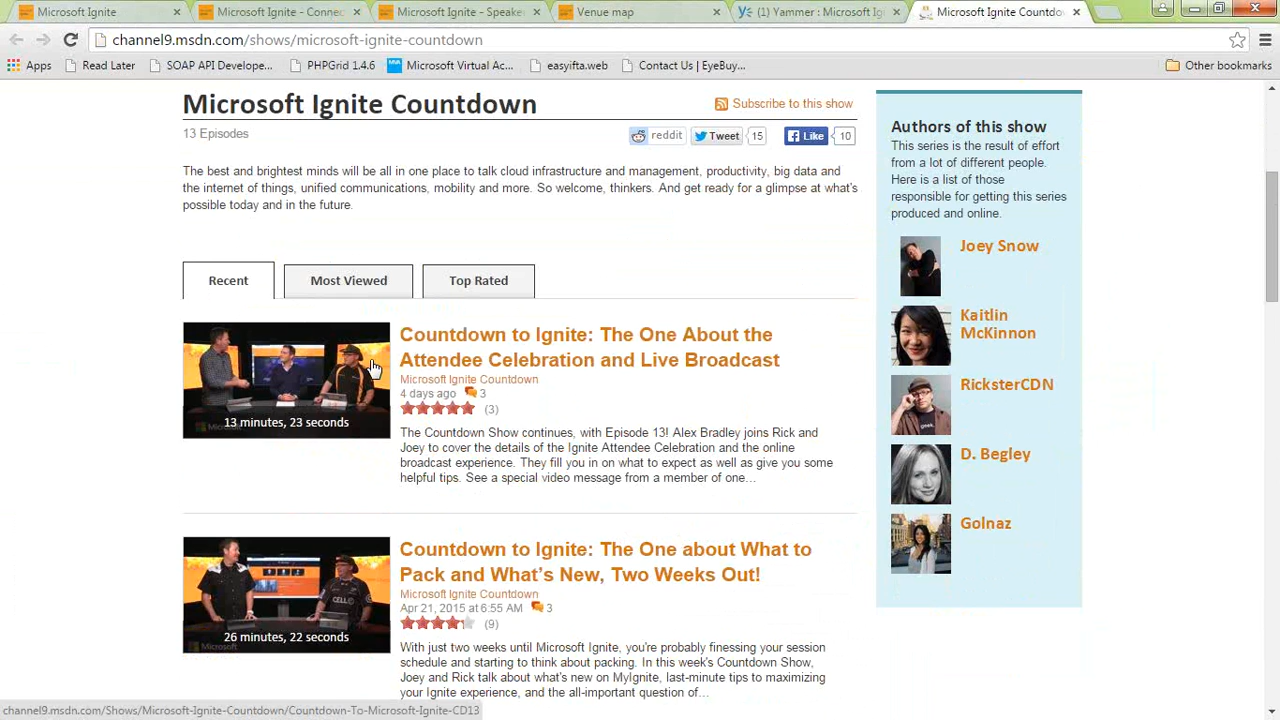 Microsoft Ignite
Microsoft Ignite - Connec
Microsoft Ignite - Speake
Venue map
(1) Yammer : Microsoft Ig
Microsoft Ignite Countdo
channel9.msdn.com/shows/microsoft-ignite-countdown
Apps
Read Later
SOAP API Develope...
PHPGrid 1.4.6
Microsoft Virtual Ac...
easyifta.web
Contact Us | EyeBuy...
Other bookmarks
Microsoft Ignite Countdown
Subscribe to this show
13 Episodes
reddit
Tweet
15
Like
10
The best and brightest minds will be all in one place to talk cloud infrastructure and management, productivity, big data and
the internet of things, unified communications, mobility and more. So welcome, thinkers. And get ready for a glimpse at what's
possible today and in the future.
Recent
Most Viewed
Top Rated
13 minutes, 23 seconds
Countdown to Ignite: The One About the
Attendee Celebration and Live Broadcast
Microsoft Ignite Countdown
4 days ago
3
(3)
The Countdown Show continues, with Episode 13! Alex Bradley joins Rick and
Joey to cover the details of the Ignite Attendee Celebration and the online
broadcast experience. They fill you in on what to expect as well as give you some
helpful tips. See a special video message from a member of one...
26 minutes, 22 seconds
Microsoft
Countdown to Ignite: The One about What to
Pack and What's New, Two Weeks Out!
Microsoft Ignite Countdown
Apr 21, 2015 at 6:55 AM
3
(9)
With just two weeks until Microsoft Ignite, you're probably finessing your session
schedule and starting to think about packing. In this week's Countdown Show,
Joey and Rick talk about what's new on MyIgnite, last-minute tips to maximizing
your Ignite experience, and the all-important question of...
Authors of this show
This series is the result of effort
from a lot of different people.
Here is a list of those
responsible for getting this series
produced and online.
Joey Snow
Kaitlin
McKinnon
RicksterCDN
D. Begley
Golnaz
channel9.msdn.com/Shows/Microsoft-Ignite-Countdown/Countdown-To-Microsoft-Ignite-CD13